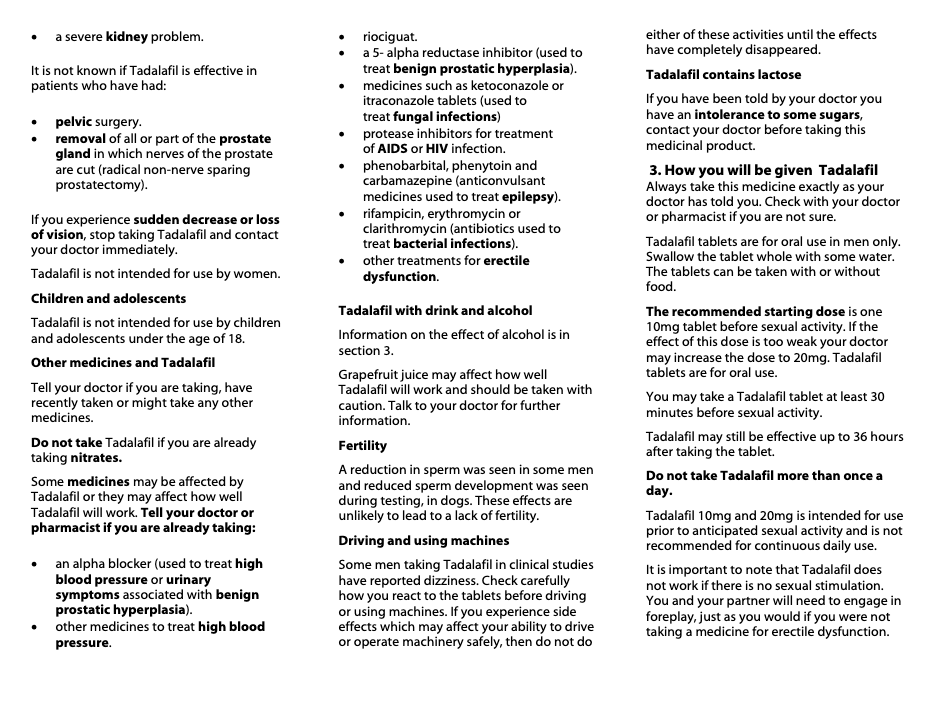 • a severe kidney problem.
It is not known if Tadalafil is effective in
patients who have had:
• pelvic surgery.
• removal of all or part of the prostate
gland in which nerves of the prostate
are cut (radical non-nerve sparing
prostatectomy).
If you experience sudden decrease or loss
of vision, stop taking Tadalafil and contact
your doctor immediately.
Tadalafil is not intended for use by women.
Children and adolescents
Tadalafil is not intended for use by children
and adolescents under the age of 18.
Other medicines and Tadalafil
Tell your doctor if you are taking, have
recently taken or might take any other
medicines.
Do not take Tadalafil if you are already
taking nitrates.
Some medicines may be affected by
Tadalafil or they may affect how well
Tadalafil will work. Tell your doctor or
pharmacist if you are already taking:
• an alpha blocker (used to treat high
blood pressure or urinary
symptoms associated with benign
prostatic hyperplasia).
• other medicines to treat high blood
pressure.
• riociguat.
• a 5- alpha reductase inhibitor (used to
treat benign prostatic hyperplasia).
• medicines such as ketoconazole or
itraconazole tablets (used to
treat fungal infections)
• protease inhibitors for treatment
of AIDS or HIV infection.
• phenobarbital, phenytoin and
carbamazepine (anticonvulsant
medicines used to treat epilepsy).
• rifampicin, erythromycin or
clarithromycin (antibiotics used to
treat bacterial infections).
• other treatments for erectile
dysfunction.
Tadalafil with drink and alcohol
Information on the effect of alcohol is in
section 3.
Grapefruit juice may affect how well
Tadalafil will work and should be taken with
caution. Talk to your doctor for further
information.
Fertility
A reduction in sperm was seen in some men
and reduced sperm development was seen
during testing, in dogs. These effects are
unlikely to lead to a lack of fertility.
Driving and using machines
Some men taking Tadalafil in clinical studies
have reported dizziness. Check carefully
how you react to the tablets before driving
or using machines. If you experience side
effects which may affect your ability to drive
or operate machinery safely, then do not do
either of these activities until the effects
have completely disappeared.
Tadalafil contains lactose
If you have been told by your doctor you
have an intolerance to some sugars,
contact your doctor before taking this
medicinal product.
3. How you will be given Tadalafil
Always take this medicine exactly as your
doctor has told you. Check with your doctor
or pharmacist if you are not sure.
Tadalafil tablets are for oral use in men only.
Swallow the tablet whole with some water.
The tablets can be taken with or without
food.
The recommended starting dose is one
10mg tablet before sexual activity. If the
effect of this dose is too weak your doctor
may increase the dose to 20mg. Tadalafil
tablets are for oral use.
You may take a Tadalafil tablet at least 30
minutes before sexual activity.
Tadalafil may still be effective up to 36 hours
after taking the tablet.
Do not take Tadalafil more than once a
day.
Tadalafil 10mg and 20mg is intended for use
prior to anticipated sexual activity and is not
recommended for continuous daily use.
It is important to note that Tadalafil does
not work if there is no sexual stimulation.
You and your partner will need to engage in
foreplay, just as you would if you were not
taking a medicine for erectile dysfunction.